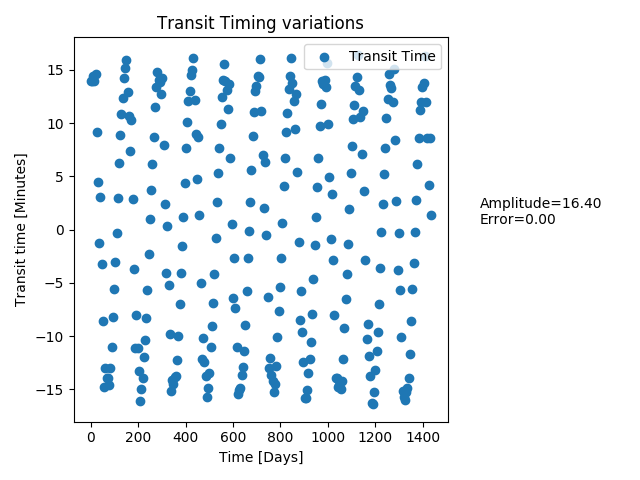 Transit Timing variations
Transit Time
Transit time [Minutes]
15
10
5
0
−5
−10
−15
0 200 400 600 800 1000 1200 1400
Time [Days]
Amplitude=16.40
Error=0.00